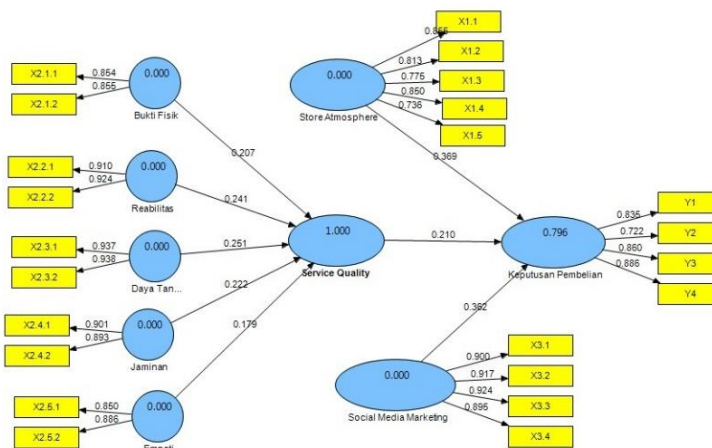 X1.1
X1.2
X1.3
X1.4
X1.5
0.813
0.775
0.850
0.736
0.000
Store Atmosphere
0.369
X2.1.1
X2.1.2
0.854
0.855
0.000
Bukti Fisik
0.207
X2.2.1
X2.2.2
0.910
0.924
0.000
Reabilitas
0.241
X2.3.1
X2.3.2
0.937
0.938
0.000
Daya Tan...
0.251
1.000
Service Quality
0.210
0.796
Keputusan Pembelian
0.835
0.722
0.860
0.886
Y1
Y2
Y3
Y4
X2.4.1
X2.4.2
0.901
0.893
0.000
Jaminan
0.222
X2.5.1
X2.5.2
0.850
0.886
0.000
0.179
0.362
0.000
Social Media Marketing
0.900
0.917
0.924
0.895
X3.1
X3.2
X3.3
X3.4